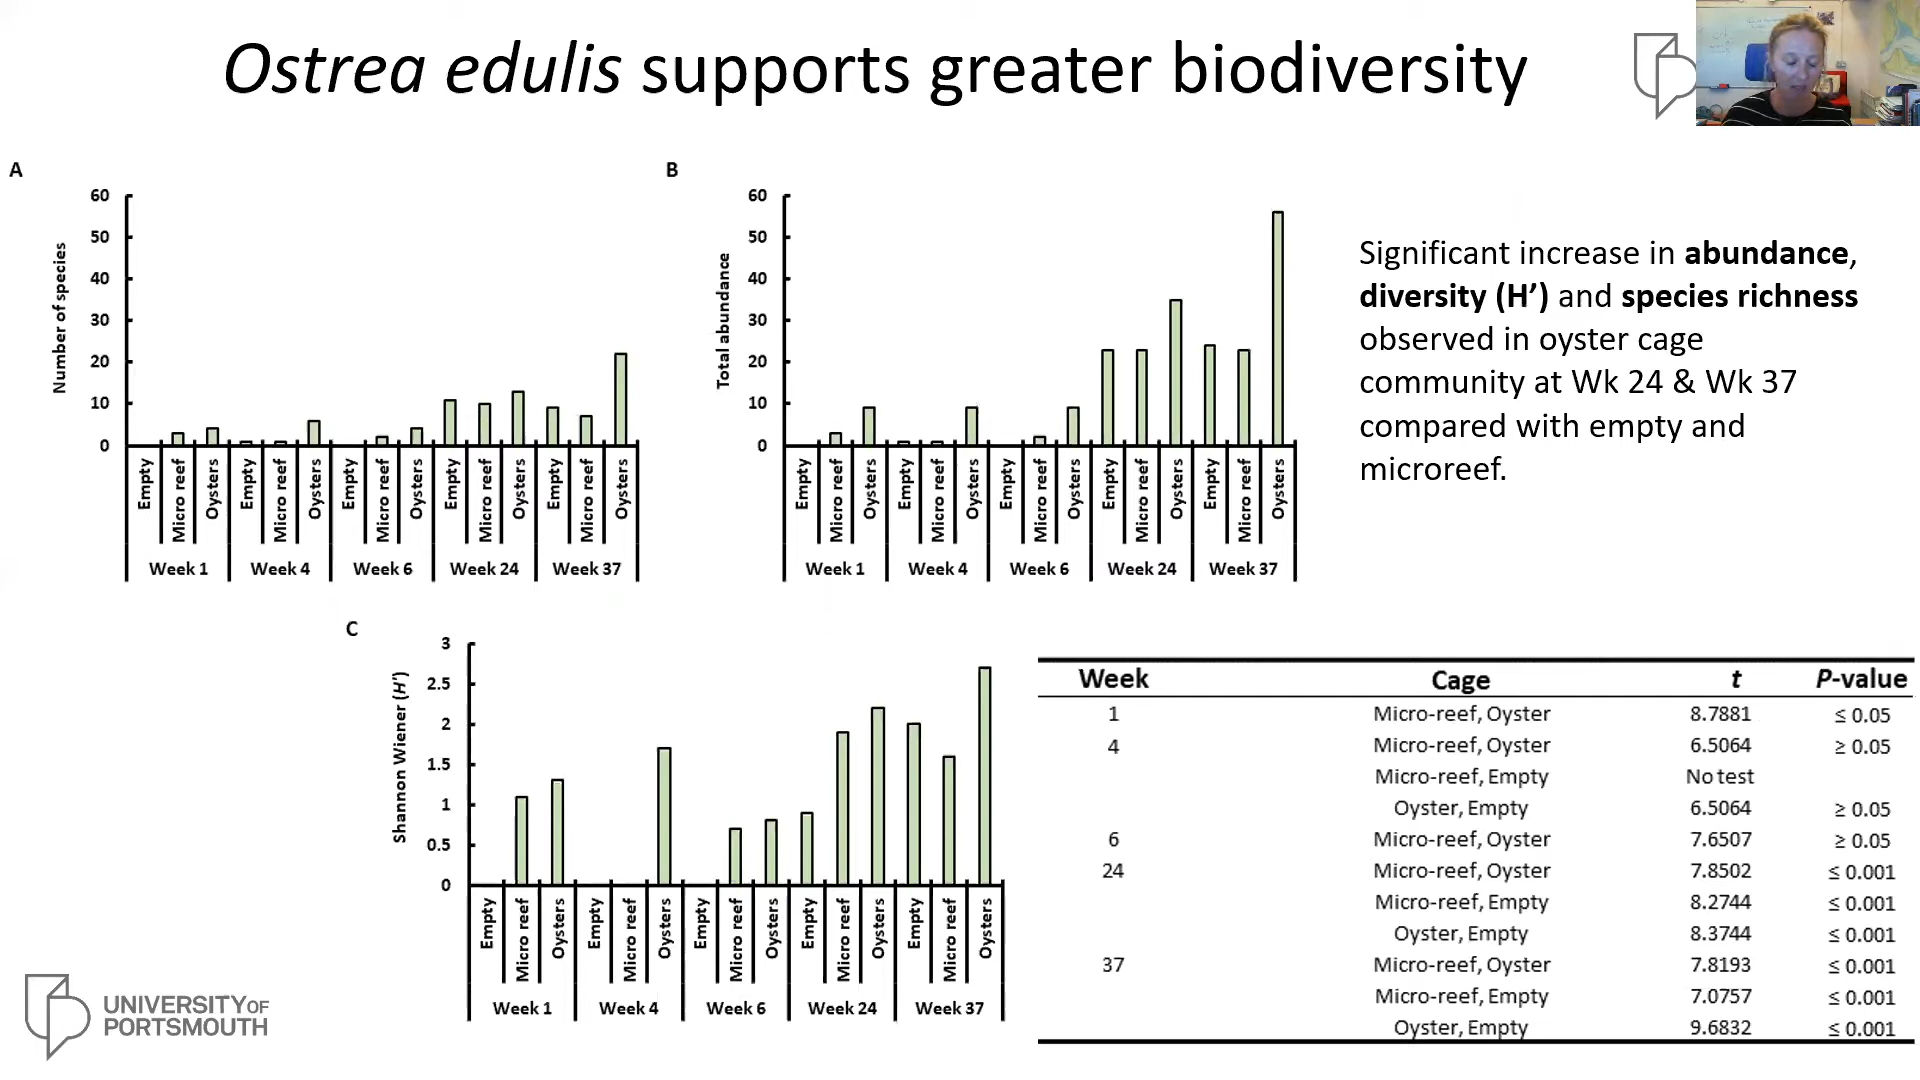 Ostrea edulis supports greater biodiversity
A
60
50
40
30
20
10
0
Number of species
Empty
Micro reef
Oysters
Empty
Micro reef
Oysters
Empty
Micro reef
Oysters
Empty
Micro reef
Oysters
Empty
Micro reef
Oysters
Week 1
Week 4
Week 6
Week 24
Week 37
B
60
50
40
30
20
10
0
Total abundance
Empty
Micro reef
Oysters
Empty
Micro reef
Oysters
Empty
Micro reef
Oysters
Empty
Micro reef
Oysters
Empty
Micro reef
Oysters
Week 1
Week 4
Week 6
Week 24
Week 37
Significant increase in abundance,
diversity (H’) and species richness
observed in oyster cage
community at Wk 24 & Wk 37
compared with empty and
microreef.
C
3
2.5
2
1.5
1
0.5
0
Shannon Wiener (H')
Empty
Micro reef
Oysters
Empty
Micro reef
Oysters
Empty
Micro reef
Oysters
Empty
Micro reef
Oysters
Empty
Micro reef
Oysters
Week 1
Week 4
Week 6
Week 24
Week 37
Week Cage t P-value
1 Micro-reef, Oyster 8.7881 ≤ 0.05
4 Micro-reef, Oyster 6.5064 ≥ 0.05
Micro-reef, Empty No test
Oyster, Empty 6.5064 ≥ 0.05
6 Micro-reef, Oyster 7.6507 ≥ 0.05
24 Micro-reef, Oyster 7.8502 ≤ 0.001
Micro-reef, Empty 8.2744 ≤ 0.001
Oyster, Empty 8.3744 ≤ 0.001
37 Micro-reef, Oyster 7.8193 ≤ 0.001
Micro-reef, Empty 7.0757 ≤ 0.001
Oyster, Empty 9.6832 ≤ 0.001
UNIVERSITY OF
PORTSMOUTH